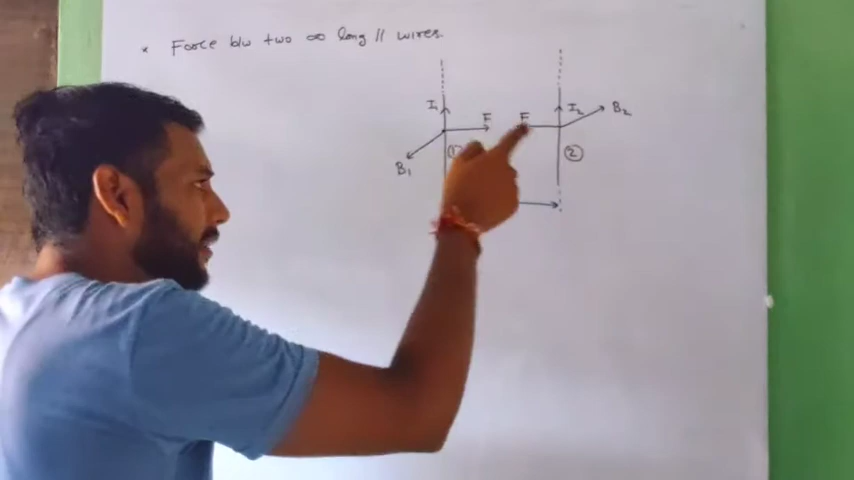 × Force b/w two ∞ long // wires.
I₁ F F I₂ B₂
B₁ ① ②